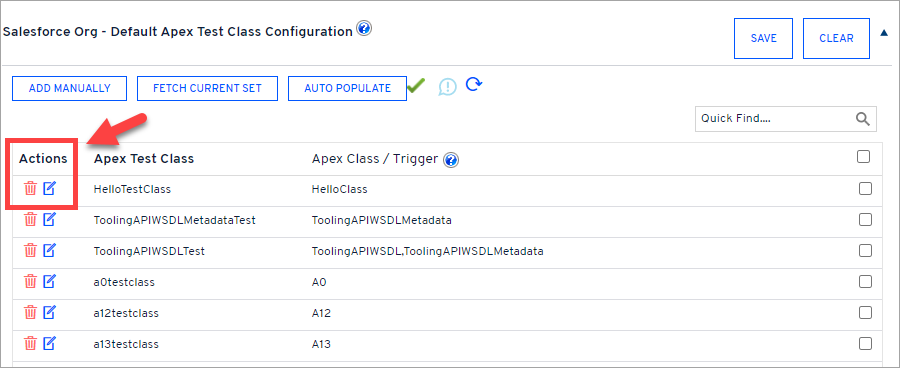 Salesforce Org - Default Apex Test Class Configuration ?
SAVE CLEAR
ADD MANUALLY FETCH CURRENT SET AUTO POPULATE
Quick Find....
Actions Apex Test Class Apex Class / Trigger ?
HelloTestClass HelloClass
ToolingAPIWSDLMetadataTest ToolingAPIWSDLMetadata
ToolingAPIWSDLTest ToolingAPIWSDL,ToolingAPIWSDLMetadata
a0testclass A0
a12testclass A12
a13testclass A13